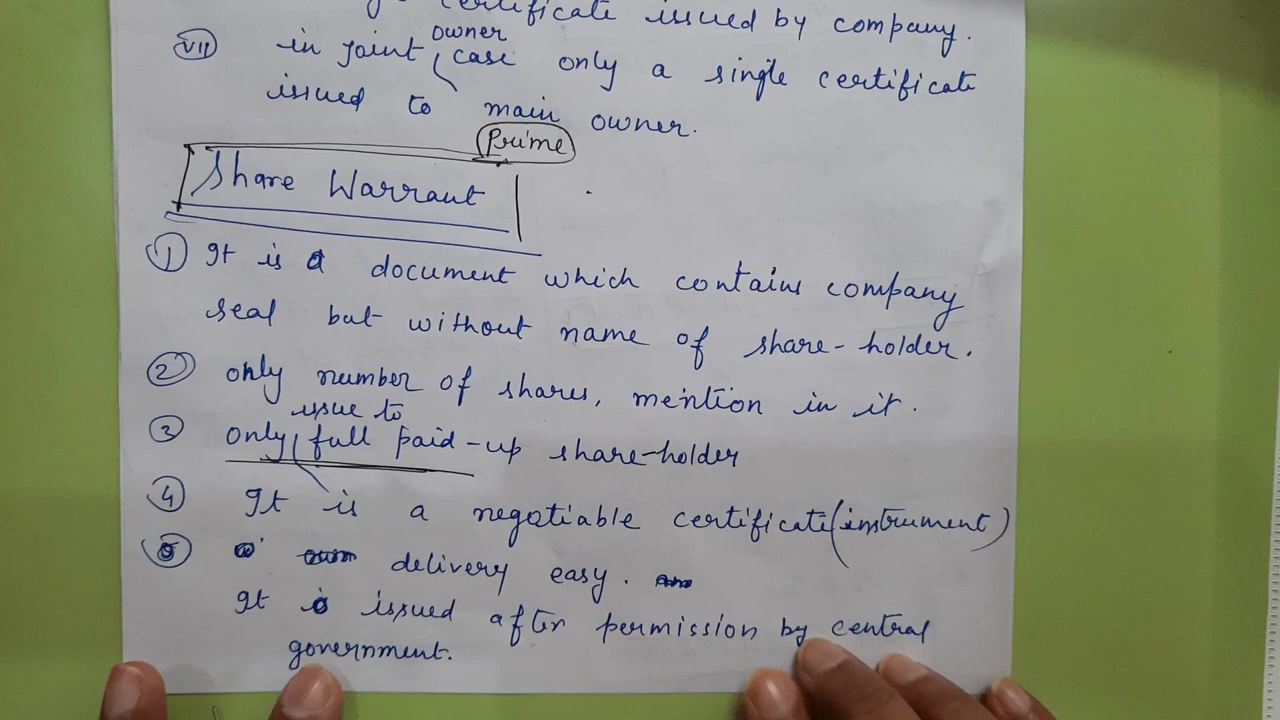 certificate issued by company.
VII in joint owner case only a single certificate
issued to main owner.
Prime
Share Warrant
1 It is a document which contains company
seal but without name of share-holder.
2 only number of shares, mention in it.
3 only issue to full paid-up share-holder
4 It is a negotiable certificate (instrument)
5 delivery easy.
It is issued after permission by central
government.